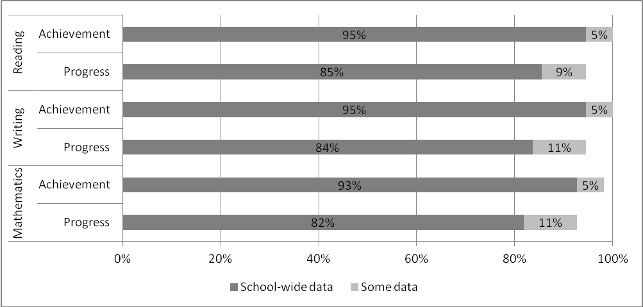 Reading
Achievement
95%
5%
Progress
85%
9%
Writing
Achievement
95%
5%
Progress
84%
11%
Mathematics
Achievement
93%
5%
Progress
82%
11%
0% 20% 40% 60% 80% 100%
School-wide data Some data